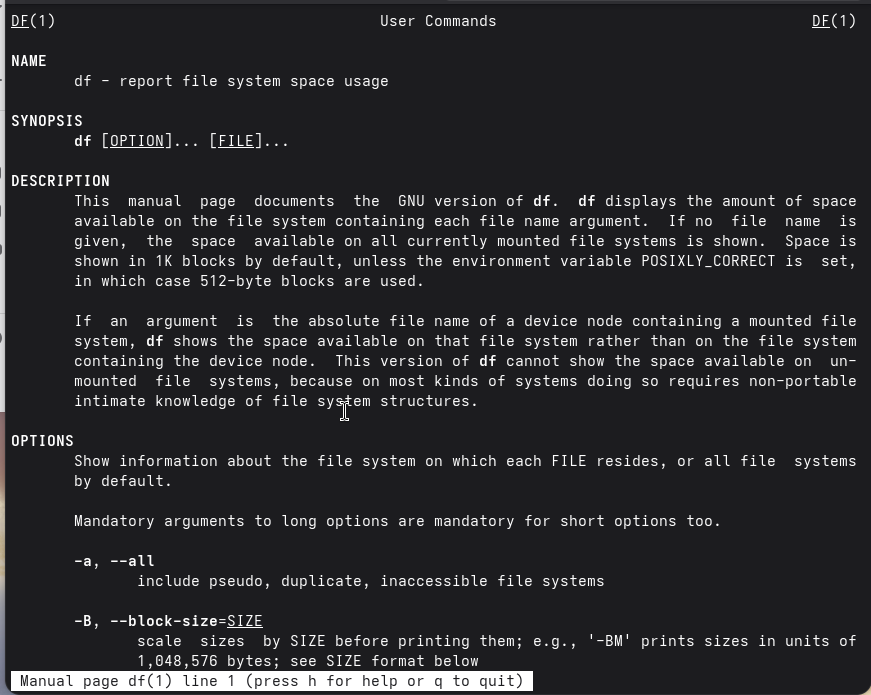 DF(1) User Commands DF(1)
NAME
df - report file system space usage
SYNOPSIS
df [OPTION]... [FILE]...
DESCRIPTION
This manual page documents the GNU version of df. df displays the amount of space
available on the file system containing each file name argument. If no file name is
given, the space available on all currently mounted file systems is shown. Space is
shown in 1K blocks by default, unless the environment variable POSIXLY_CORRECT is set,
in which case 512-byte blocks are used.
If an argument is the absolute file name of a device node containing a mounted file
system, df shows the space available on that file system rather than on the file system
containing the device node. This version of df cannot show the space available on un-
mounted file systems, because on most kinds of systems doing so requires non-portable
intimate knowledge of file system structures.
OPTIONS
Show information about the file system on which each FILE resides, or all file systems
by default.
Mandatory arguments to long options are mandatory for short options too.
-a, --all
include pseudo, duplicate, inaccessible file systems
-B, --block-size=SIZE
scale sizes by SIZE before printing them; e.g., '-BM' prints sizes in units of
1,048,576 bytes; see SIZE format below
Manual page df(1) line 1 (press h for help or q to quit)